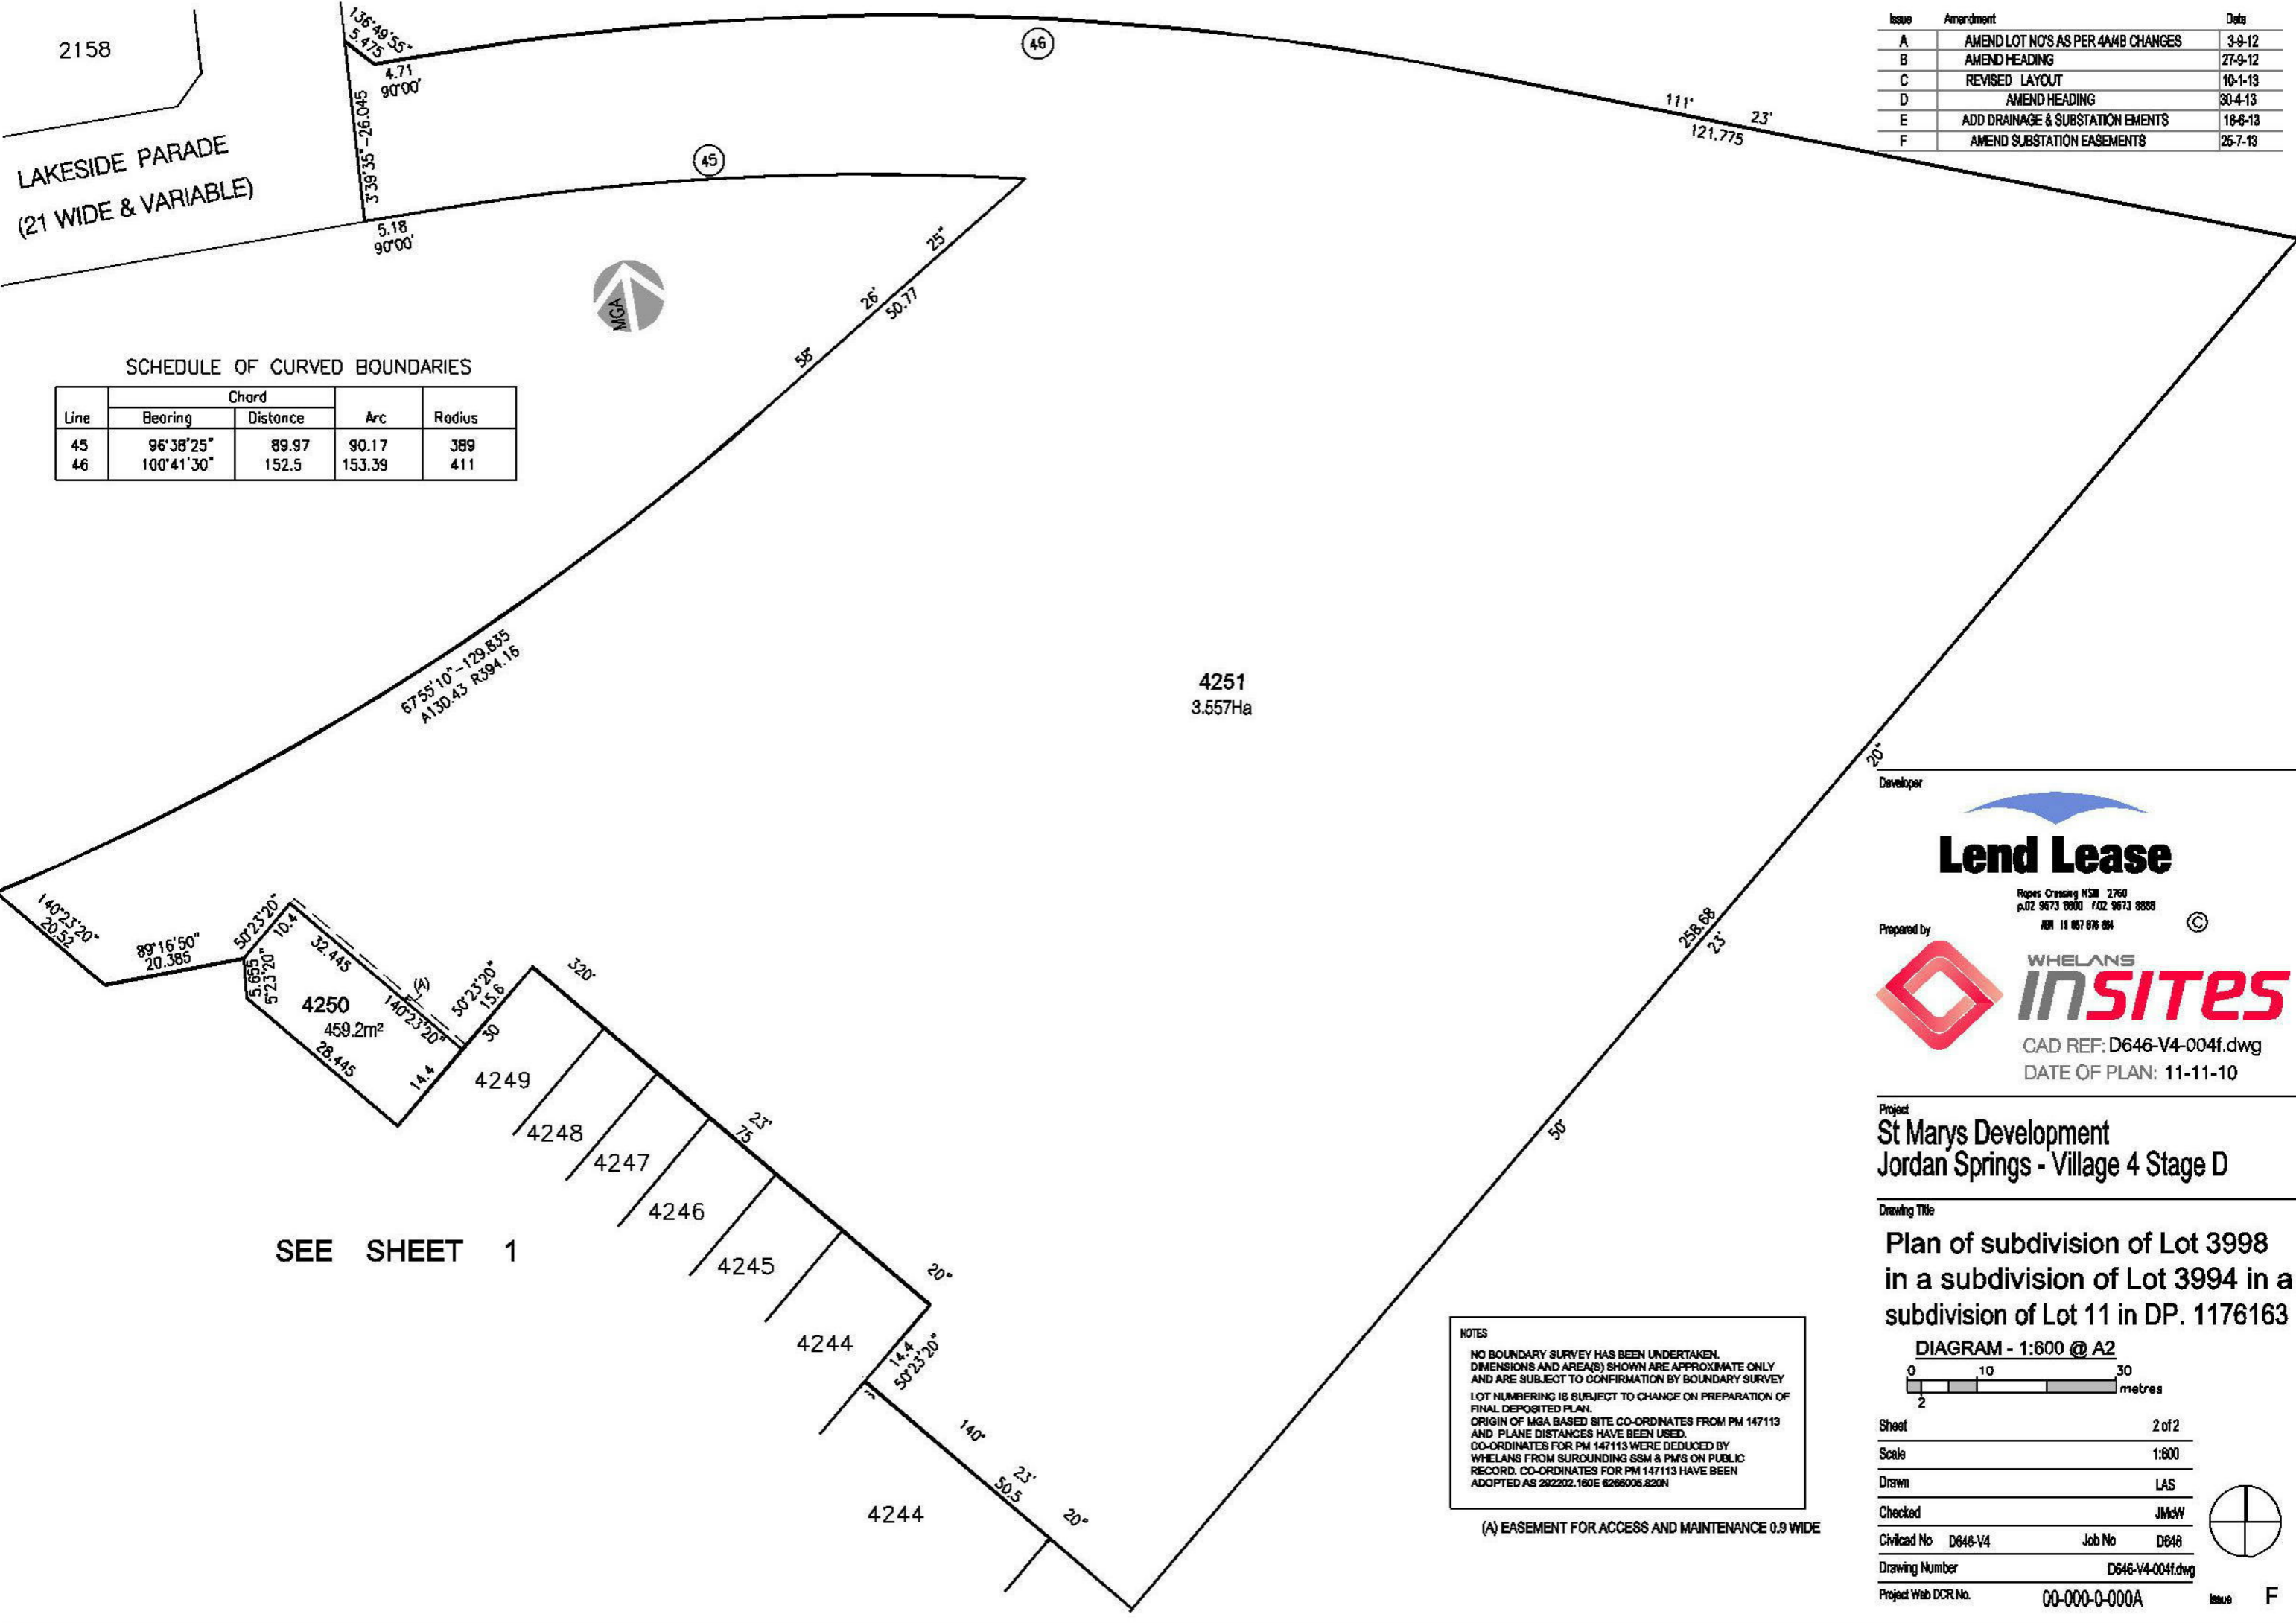 2158
LAKESIDE PARADE
(21 WIDE & VARIABLE)
136°49'55"
5.475
4.71
90°00'
3°39'35"-26.045
5.18
90°00'
46
45
111° 23'
121.775
58° 26' 25"
50.77
MGA
SCHEDULE OF CURVED BOUNDARIES
Line Chord Arc Radius
Bearing Distance
45 96°38'25" 89.97 90.17 389
46 100°41'30" 152.5 153.39 411
67°55'10"-129.835
A130.43 R394.16
4251
3.557Ha
140°23'20"
20.52
89°16'50"
20.385
50°23'20"
10.4
5.655
5°23'20"
32.445
140°23'20"
(A)
4250
459.2m²
28.445
14.4
50°23'20"
15.6
30
320° 23' 20"
75
4249
4248
4247
4246
4245
4244
14.4
50°23'20"
140° 23' 20"
50.5
4244
50° 23' 20"
258.68
SEE SHEET 1
NOTES
NO BOUNDARY SURVEY HAS BEEN UNDERTAKEN.
DIMENSIONS AND AREA(S) SHOWN ARE APPROXIMATE ONLY
AND ARE SUBJECT TO CONFIRMATION BY BOUNDARY SURVEY
LOT NUMBERING IS SUBJECT TO CHANGE ON PREPARATION OF
FINAL DEPOSITED PLAN.
ORIGIN OF MGA BASED SITE CO-ORDINATES FROM PM 147113
AND PLANE DISTANCES HAVE BEEN USED.
CO-ORDINATES FOR PM 147113 WERE DEDUCED BY
WHELANS FROM SUROUNDING SSM & PM'S ON PUBLIC
RECORD. CO-ORDINATES FOR PM 147113 HAVE BEEN
ADOPTED AS 292202.160E 6266005.820N
(A) EASEMENT FOR ACCESS AND MAINTENANCE 0.9 WIDE
Issue Amendment Date
A AMEND LOT NO'S AS PER 4A/4B CHANGES 3-9-12
B AMEND HEADING 27-9-12
C REVISED LAYOUT 10-1-13
D AMEND HEADING 30-4-13
E ADD DRAINAGE & SUBSTATION EMENTS 18-6-13
F AMEND SUBSTATION EASEMENTS 25-7-13
Developer
Lend Lease
Ropes Crossing NSW 2760
Prepared by
©
WHELANS
INSITES
CAD REF: D646-V4-004f.dwg
DATE OF PLAN: 11-11-10
Project
St Marys Development
Jordan Springs - Village 4 Stage D
Drawing Title
Plan of subdivision of Lot 3998
in a subdivision of Lot 3994 in a
subdivision of Lot 11 in DP. 1176163
DIAGRAM - 1:600 @ A2
0 10 30
2 metres
Sheet 2 of 2
Scale 1:600
Drawn LAS
Checked JMcW
Civilcad No D646-V4 Job No D646
Drawing Number D646-V4-004f.dwg
Project Web DCR No. 00-000-0-000A Issue F